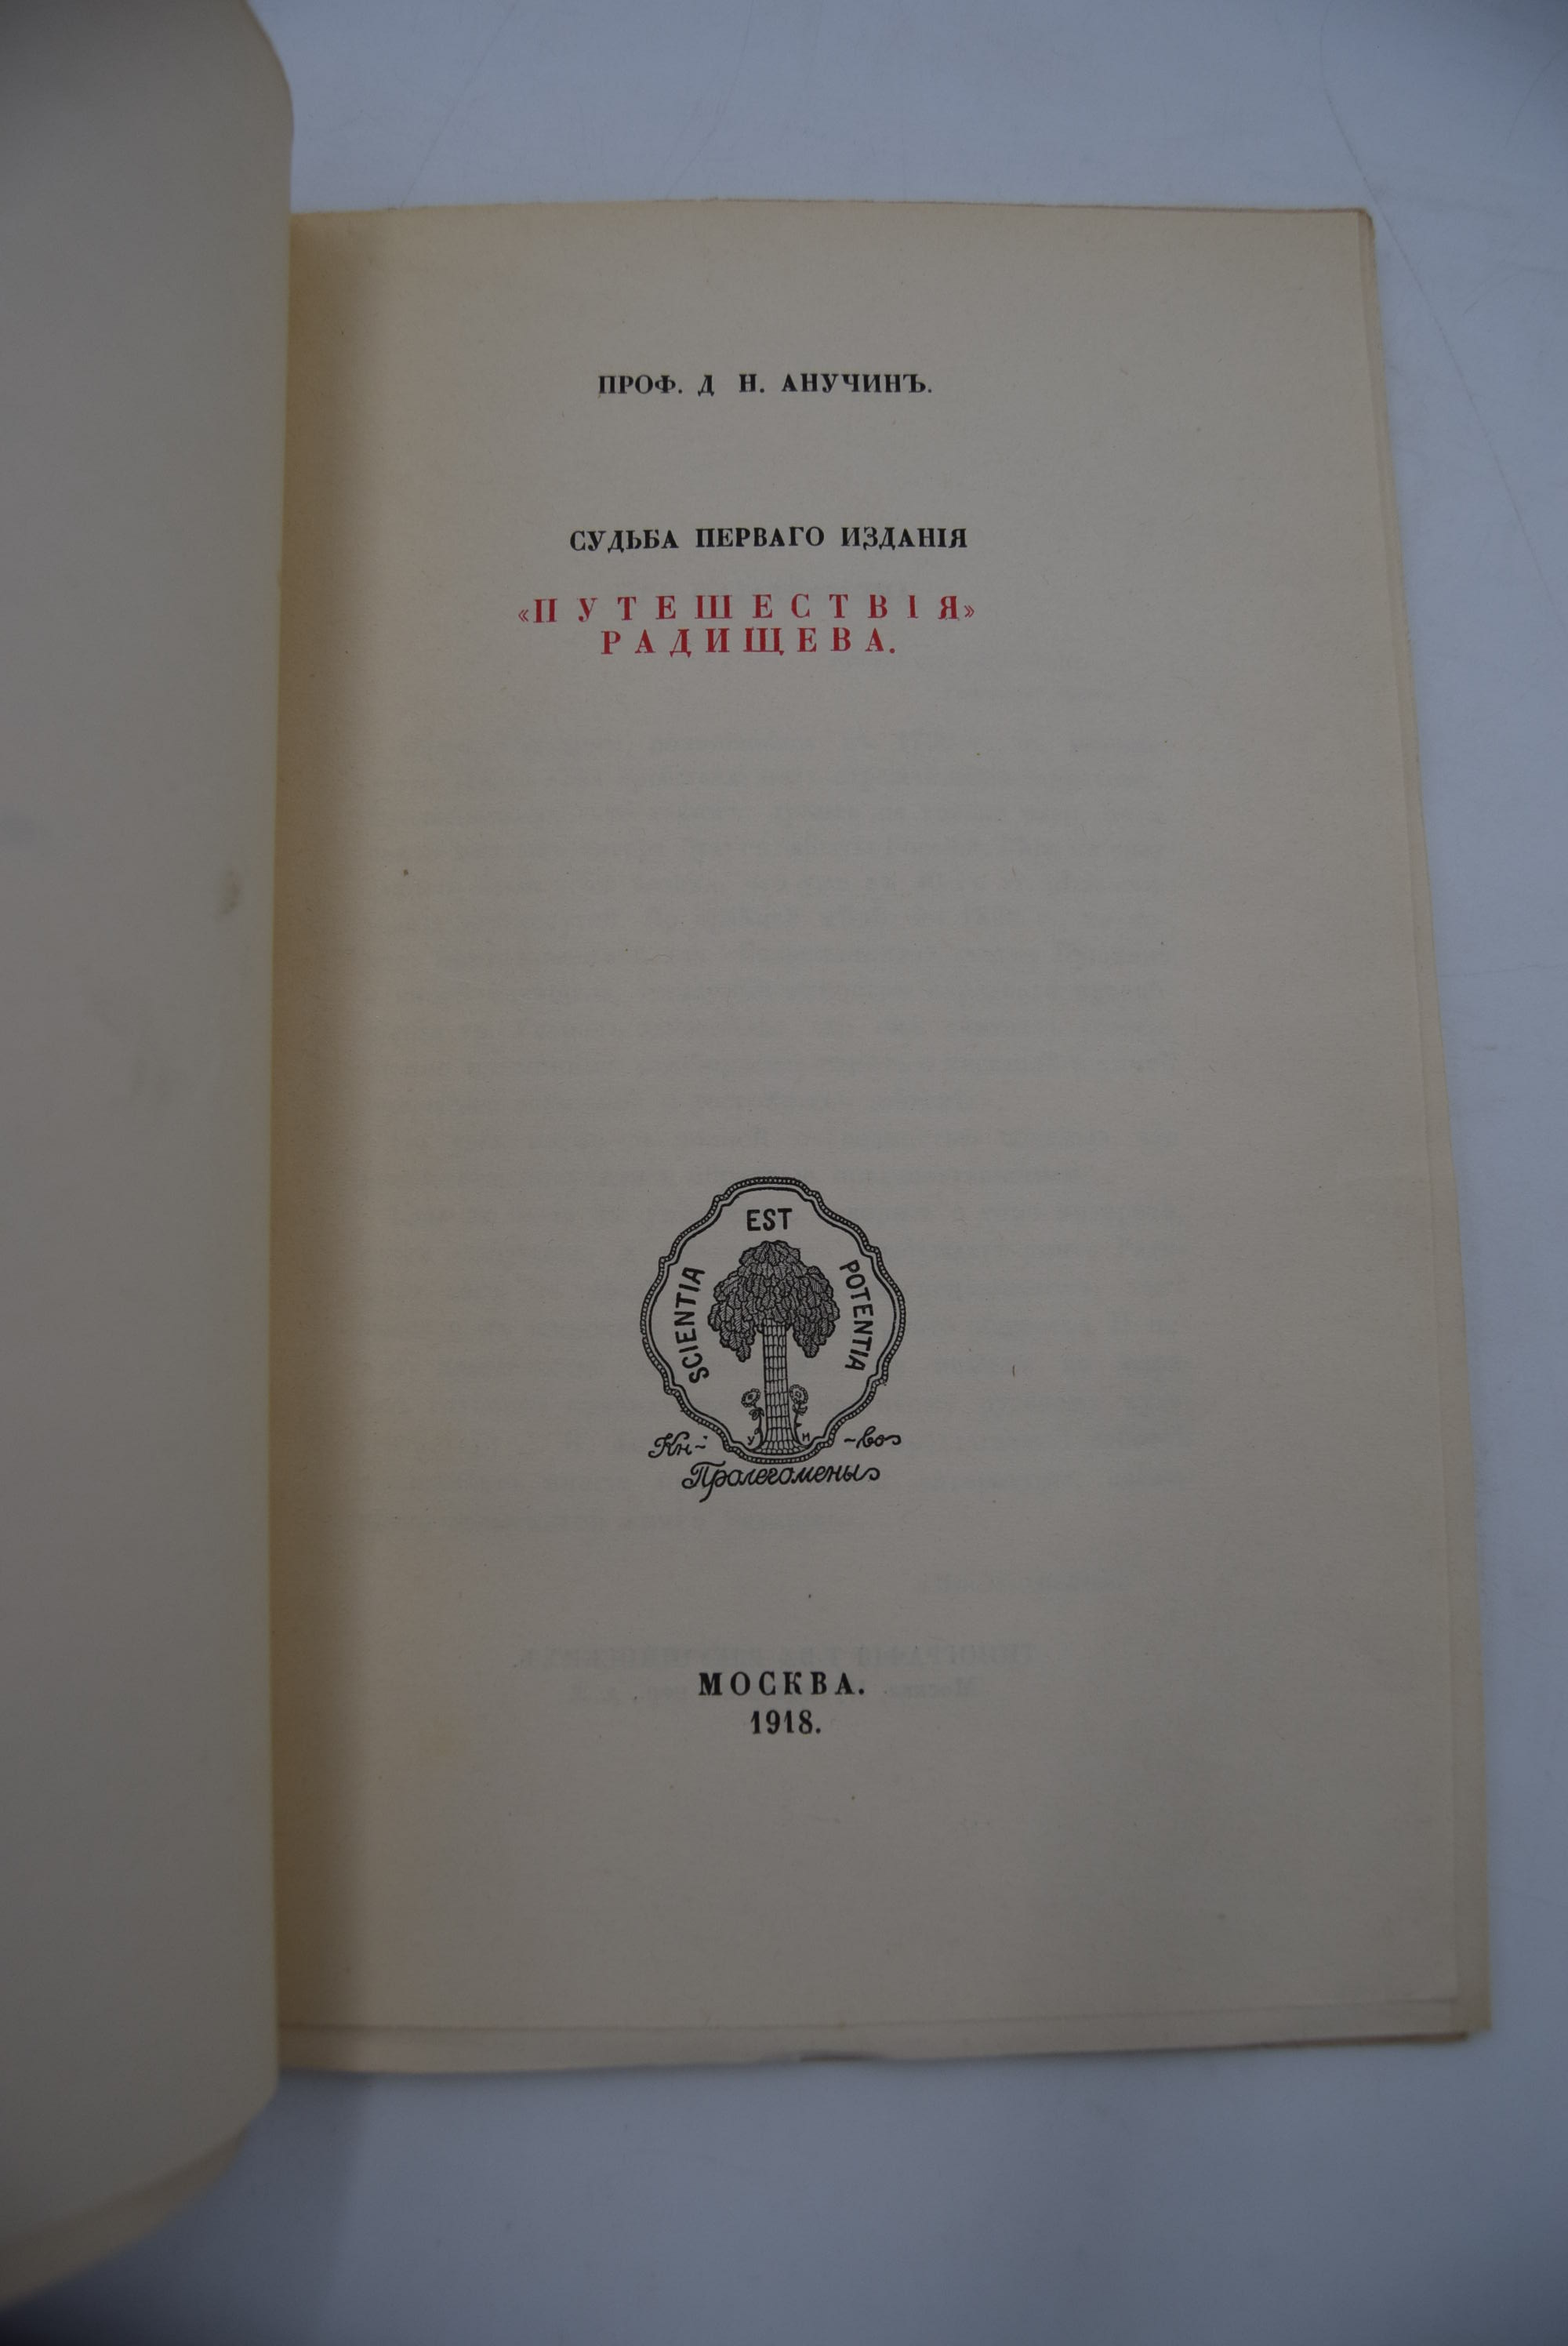 ПРОФ. Д Н. АНУЧИНЪ.
СУДЬБА ПЕРВАГО ИЗДАНІЯ
«ПУТЕШЕСТВІЯ»
РАДИЩЕВА.
SCIENTIA EST POTENTIA
У Н
Кн-
-во
Пролегомены
МОСКВА.
1918.